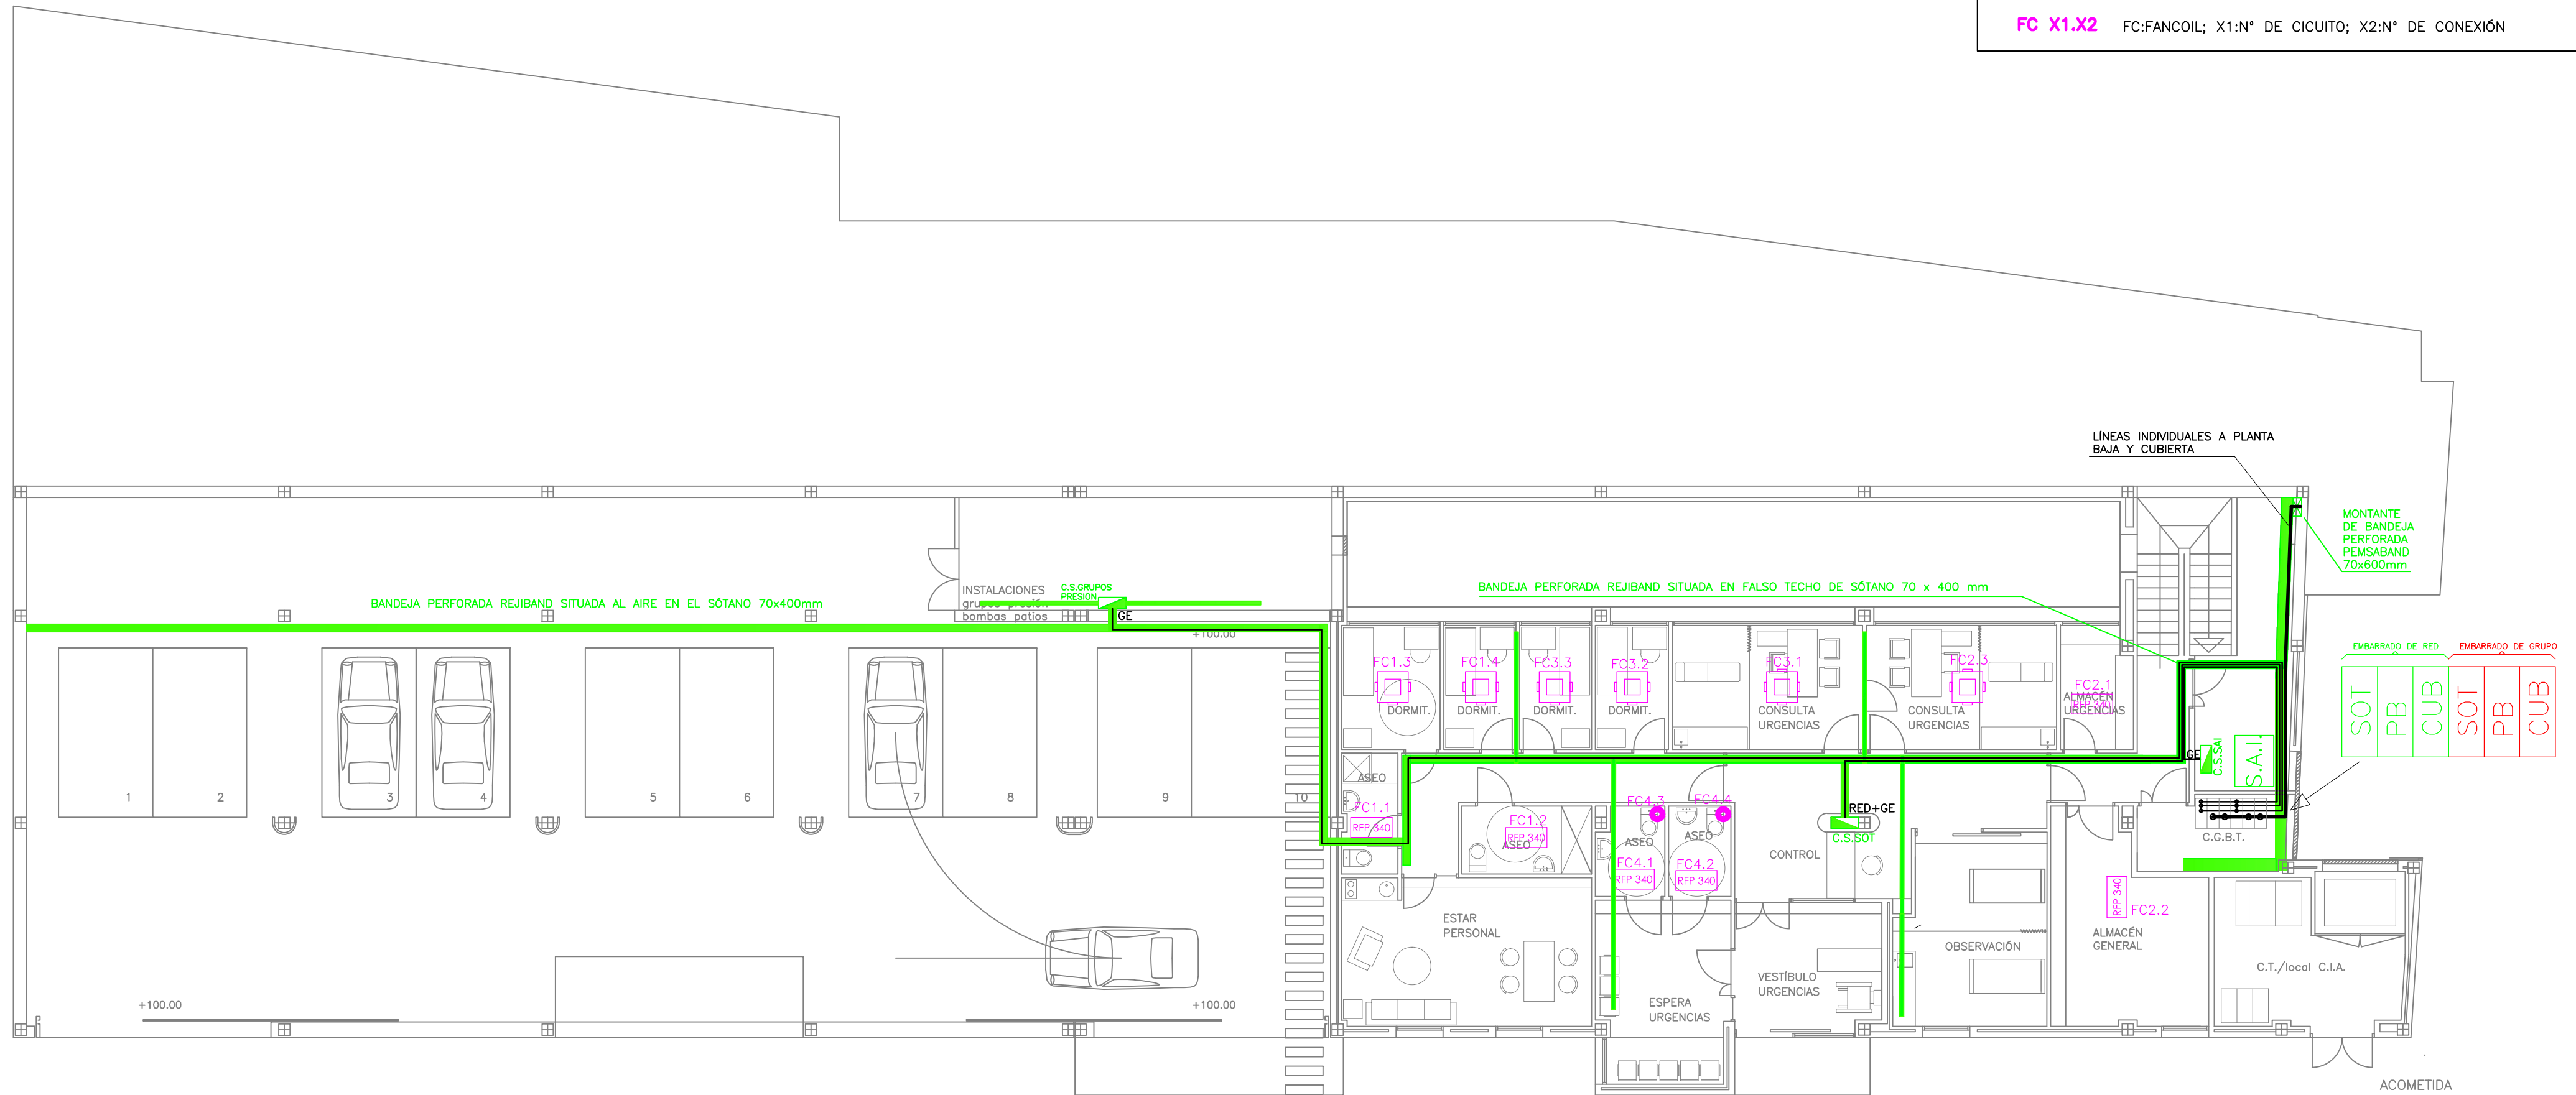 FC X1.X2 FC:FANCOIL; X1:Nº DE CICUITO; X2:Nº DE CONEXIÓN
LÍNEAS INDIVIDUALES A PLANTA
BAJA Y CUBIERTA
MONTANTE
DE BANDEJA
PERFORADA
PEMSABAND
70x600mm
INSTALACIONES
grupos presión
bombas patios
C.S.GRUPOS
PRESION
GE
BANDEJA PERFORADA REJIBAND SITUADA AL AIRE EN EL SÓTANO 70x400mm
BANDEJA PERFORADA REJIBAND SITUADA EN FALSO TECHO DE SÓTANO 70 x 400 mm
+100.00
EMBARRADO DE RED
EMBARRADO DE GRUPO
SOT
PB
CUB
SOT
PB
CUB
FC1.3
DORMIT.
FC1.4
DORMIT.
FC3.3
DORMIT.
FC3.2
DORMIT.
FC3.1
CONSULTA
URGENCIAS
FC2.3
CONSULTA
URGENCIAS
FC2.1
ALMACÉN
RFP 340
URGENCIAS
GE
C.S.SAI
S.A.I.
C.G.B.T.
1
2
3
4
5
6
7
8
9
10
ASEO
FC1.1
RFP 340
FC1.2
RFP 340
ASEO
FC4.3
ASEO
FC4.1
RFP 340
FC4.4
ASEO
FC4.2
RFP 340
RED+GE
C.S.SOT
CONTROL
ESTAR
PERSONAL
ESPERA
URGENCIAS
VESTÍBULO
URGENCIAS
OBSERVACIÓN
RFP 340
FC2.2
ALMACÉN
GENERAL
C.T./local C.I.A.
+100.00
+100.00
ACOMETIDA